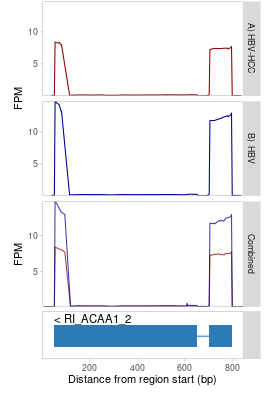 10
5
FPM
A) HBV-HCC
10
5
B) HBV
10
5
FPM
Combined
< RI_ACAA1_2
200 400 600 800
Distance from region start (bp)